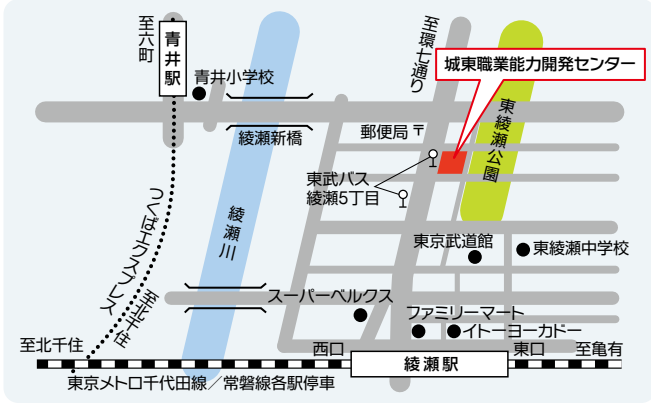 至六町
青井駅
青井小学校
至環七通り
城東職業能力開発センター
綾瀬新橋
郵便局〒
東綾瀬公園
東武バス
綾瀬5丁目
つくばエクスプレス
至北千住
綾瀬川
東京武道館
東綾瀬中学校
スーパーベルクス
ファミリーマート
イトーヨーカドー
至北千住
西口
綾瀬駅
東口
至亀有
東京メトロ千代田線/常磐線各駅停車